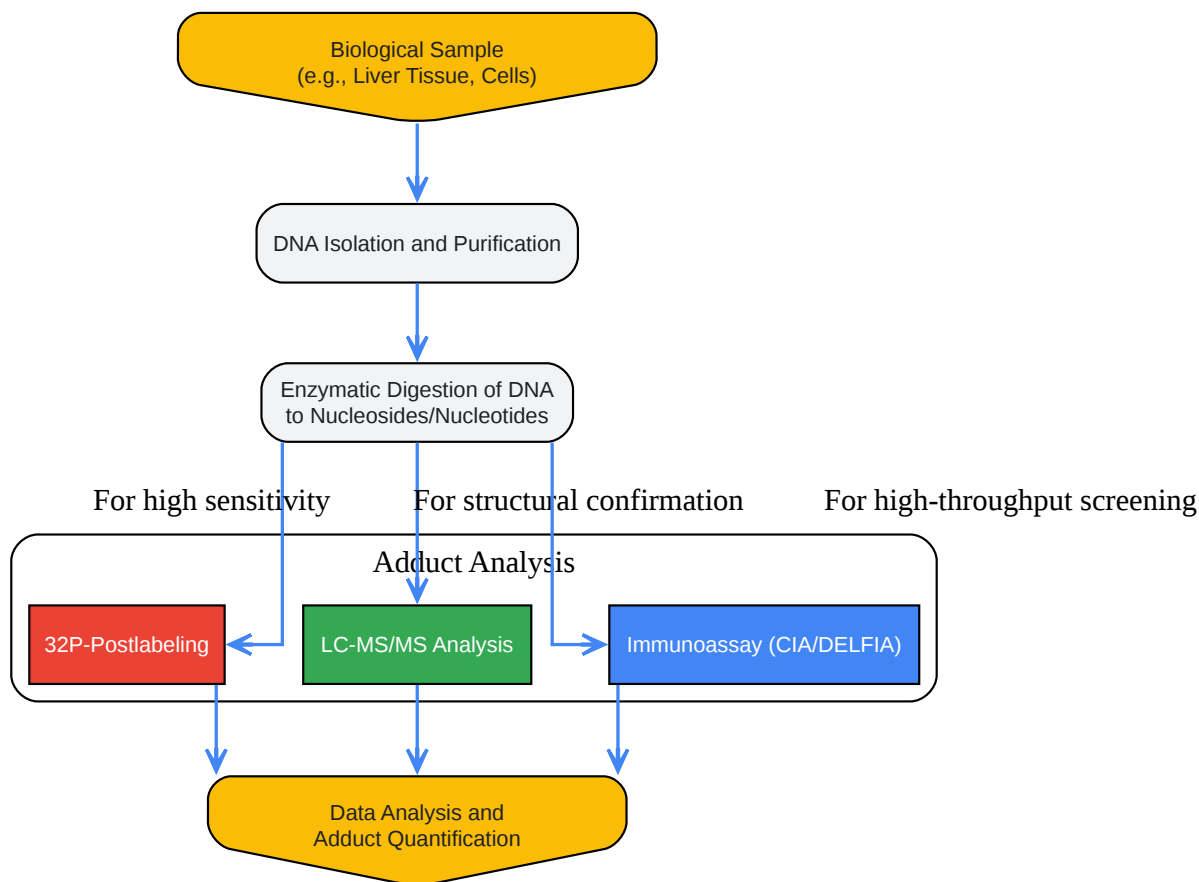 Biological Sample
(e.g., Liver Tissue, Cells)
DNA Isolation and Purification
Enzymatic Digestion of DNA
to Nucleosides/Nucleotides
For high sensitivity
For structural confirmation
For high-throughput screening
Adduct Analysis
32P-Postlabeling
LC-MS/MS Analysis
Immunoassay (CIA/DELFIA)
Data Analysis and
Adduct Quantification